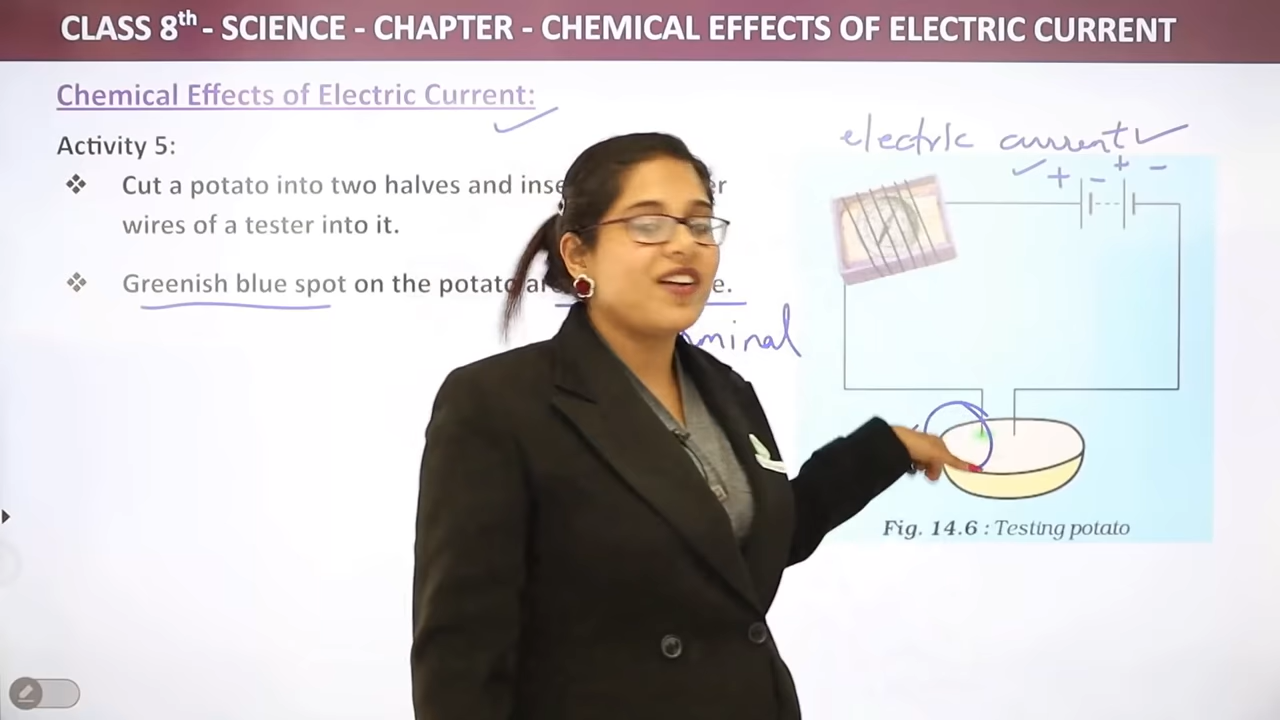 CLASS 8th - SCIENCE - CHAPTER - CHEMICAL EFFECTS OF ELECTRIC CURRENT
Chemical Effects of Electric Current:
Activity 5:
❖ Cut a potato into two halves and inse er
wires of a tester into it.
❖ Greenish blue spot on the potato ar e.
minal
electric current
+ - + -
Fig. 14.6 : Testing potato